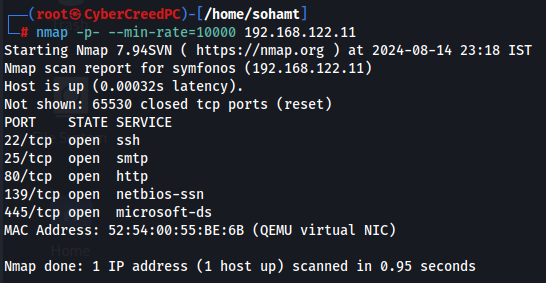 ┌──(root㉿CyberCreedPC)-[/home/sohamt]
└─# nmap -p- --min-rate=10000 192.168.122.11
Starting Nmap 7.94SVN ( https://nmap.org ) at 2024-08-14 23:18 IST
Nmap scan report for symfonos (192.168.122.11)
Host is up (0.00032s latency).
Not shown: 65530 closed tcp ports (reset)
PORT    STATE SERVICE
22/tcp  open  ssh
25/tcp  open  smtp
80/tcp  open  http
139/tcp open  netbios-ssn
445/tcp open  microsoft-ds
MAC Address: 52:54:00:55:BE:6B (QEMU virtual NIC)
Home
Nmap done: 1 IP address (1 host up) scanned in 0.95 seconds